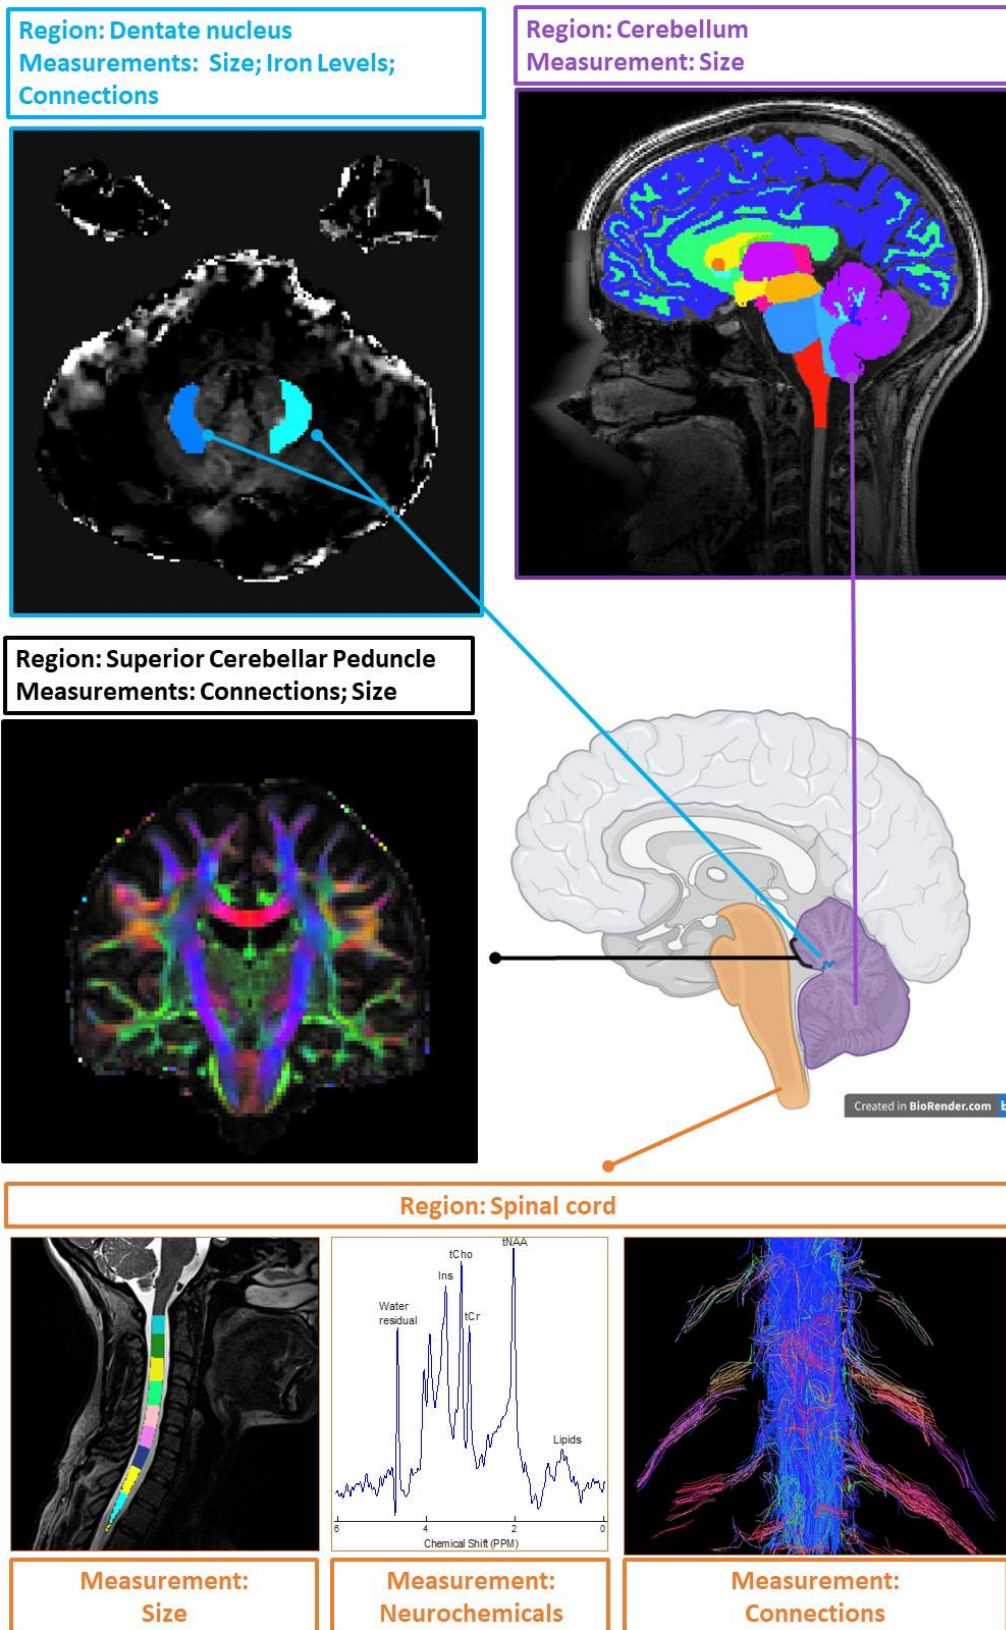 Region: Dentate nucleus
Measurements: Size; Iron Levels;
Connections
Region: Cerebellum
Measurement: Size
Region: Superior Cerebellar Peduncle
Measurements: Connections; Size
Created in BioRender.com b
Region: Spinal cord
tNAA
tCho
Ins
Water
residual
tCr
Lipids
6 4 2 0
Chemical Shift (PPM)
Measurement:
Size
Measurement:
Neurochemicals
Measurement:
Connections